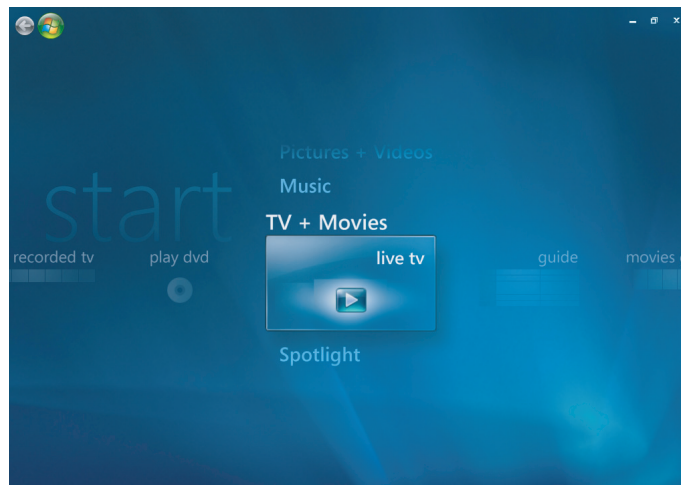 Pictures + Videos
start
Music
TV + Movies
recorded tv
play dvd
live tv
guide
movies
Spotlight